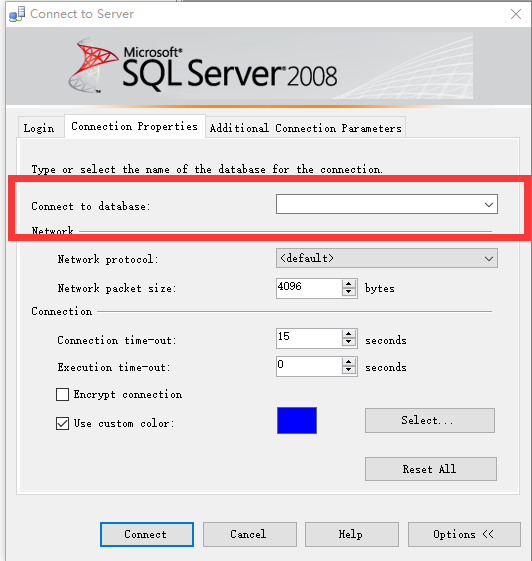 Connect to Server
Microsoft®
SQL Server® 2008
Login Connection Properties Additional Connection Parameters
Type or select the name of the database for the connection.
Connect to database:
Network
Network protocol: <default>
Network packet size: 4096 bytes
Connection
Connection time-out: 15 seconds
Execution time-out: 0 seconds
Encrypt connection
Use custom color: Select...
Reset All
Connect Cancel Help Options <<